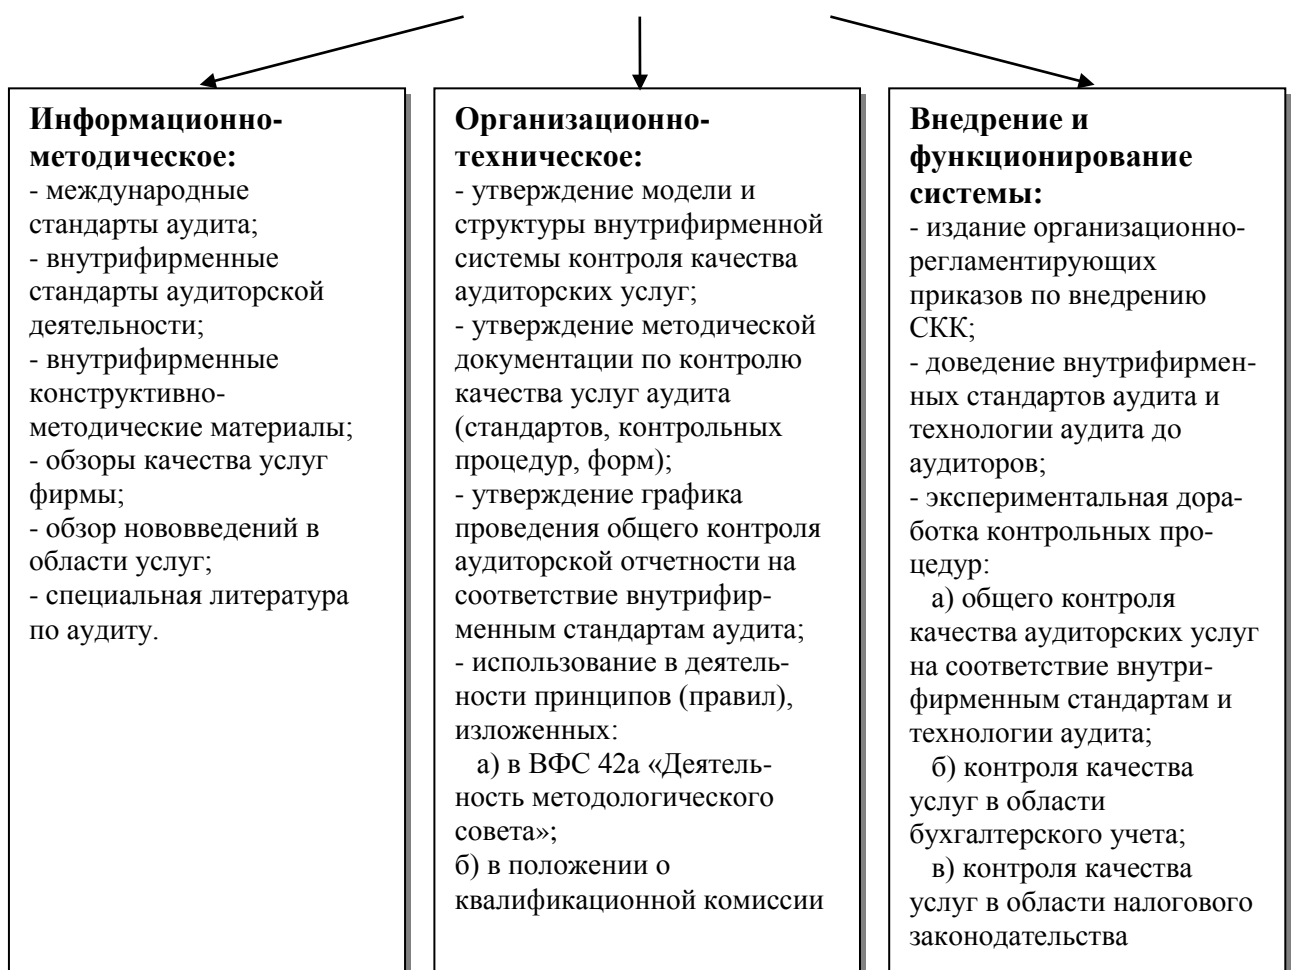 Информационно-
методическое:
- международные
стандарты аудита;
- внутрифирменные
стандарты аудиторской
деятельности;
- внутрифирменные
конструктивно-
методические материалы;
- обзоры качества услуг
фирмы;
- обзор нововведений в
области услуг;
- специальная литература
по аудиту.
Организационно-
техническое:
- утверждение модели и
структуры внутрифирменной
системы контроля качества
аудиторских услуг;
- утверждение методической
документации по контролю
качества услуг аудита
(стандартов, контрольных
процедур, форм);
- утверждение графика
проведения общего контроля
аудиторской отчетности на
соответствие внутрифир-
менным стандартам аудита;
- использование в деятель-
ности принципов (правил),
изложенных:
а) в ВФС 42а «Деятель-
ность методологического
совета»;
б) в положении о
квалификационной комиссии
Внедрение и
функционирование
системы:
- издание организационно-
регламентирующих
приказов по внедрению
СКК;
- доведение внутрифирмен-
ных стандартов аудита и
технологии аудита до
аудиторов;
- экспериментальная дора-
ботка контрольных про-
цедур:
а) общего контроля
качества аудиторских услуг
на соответствие внутри-
фирменным стандартам и
технологии аудита;
б) контроля качества
услуг в области
бухгалтерского учета;
в) контроля качества
услуг в области налогового
законодательства